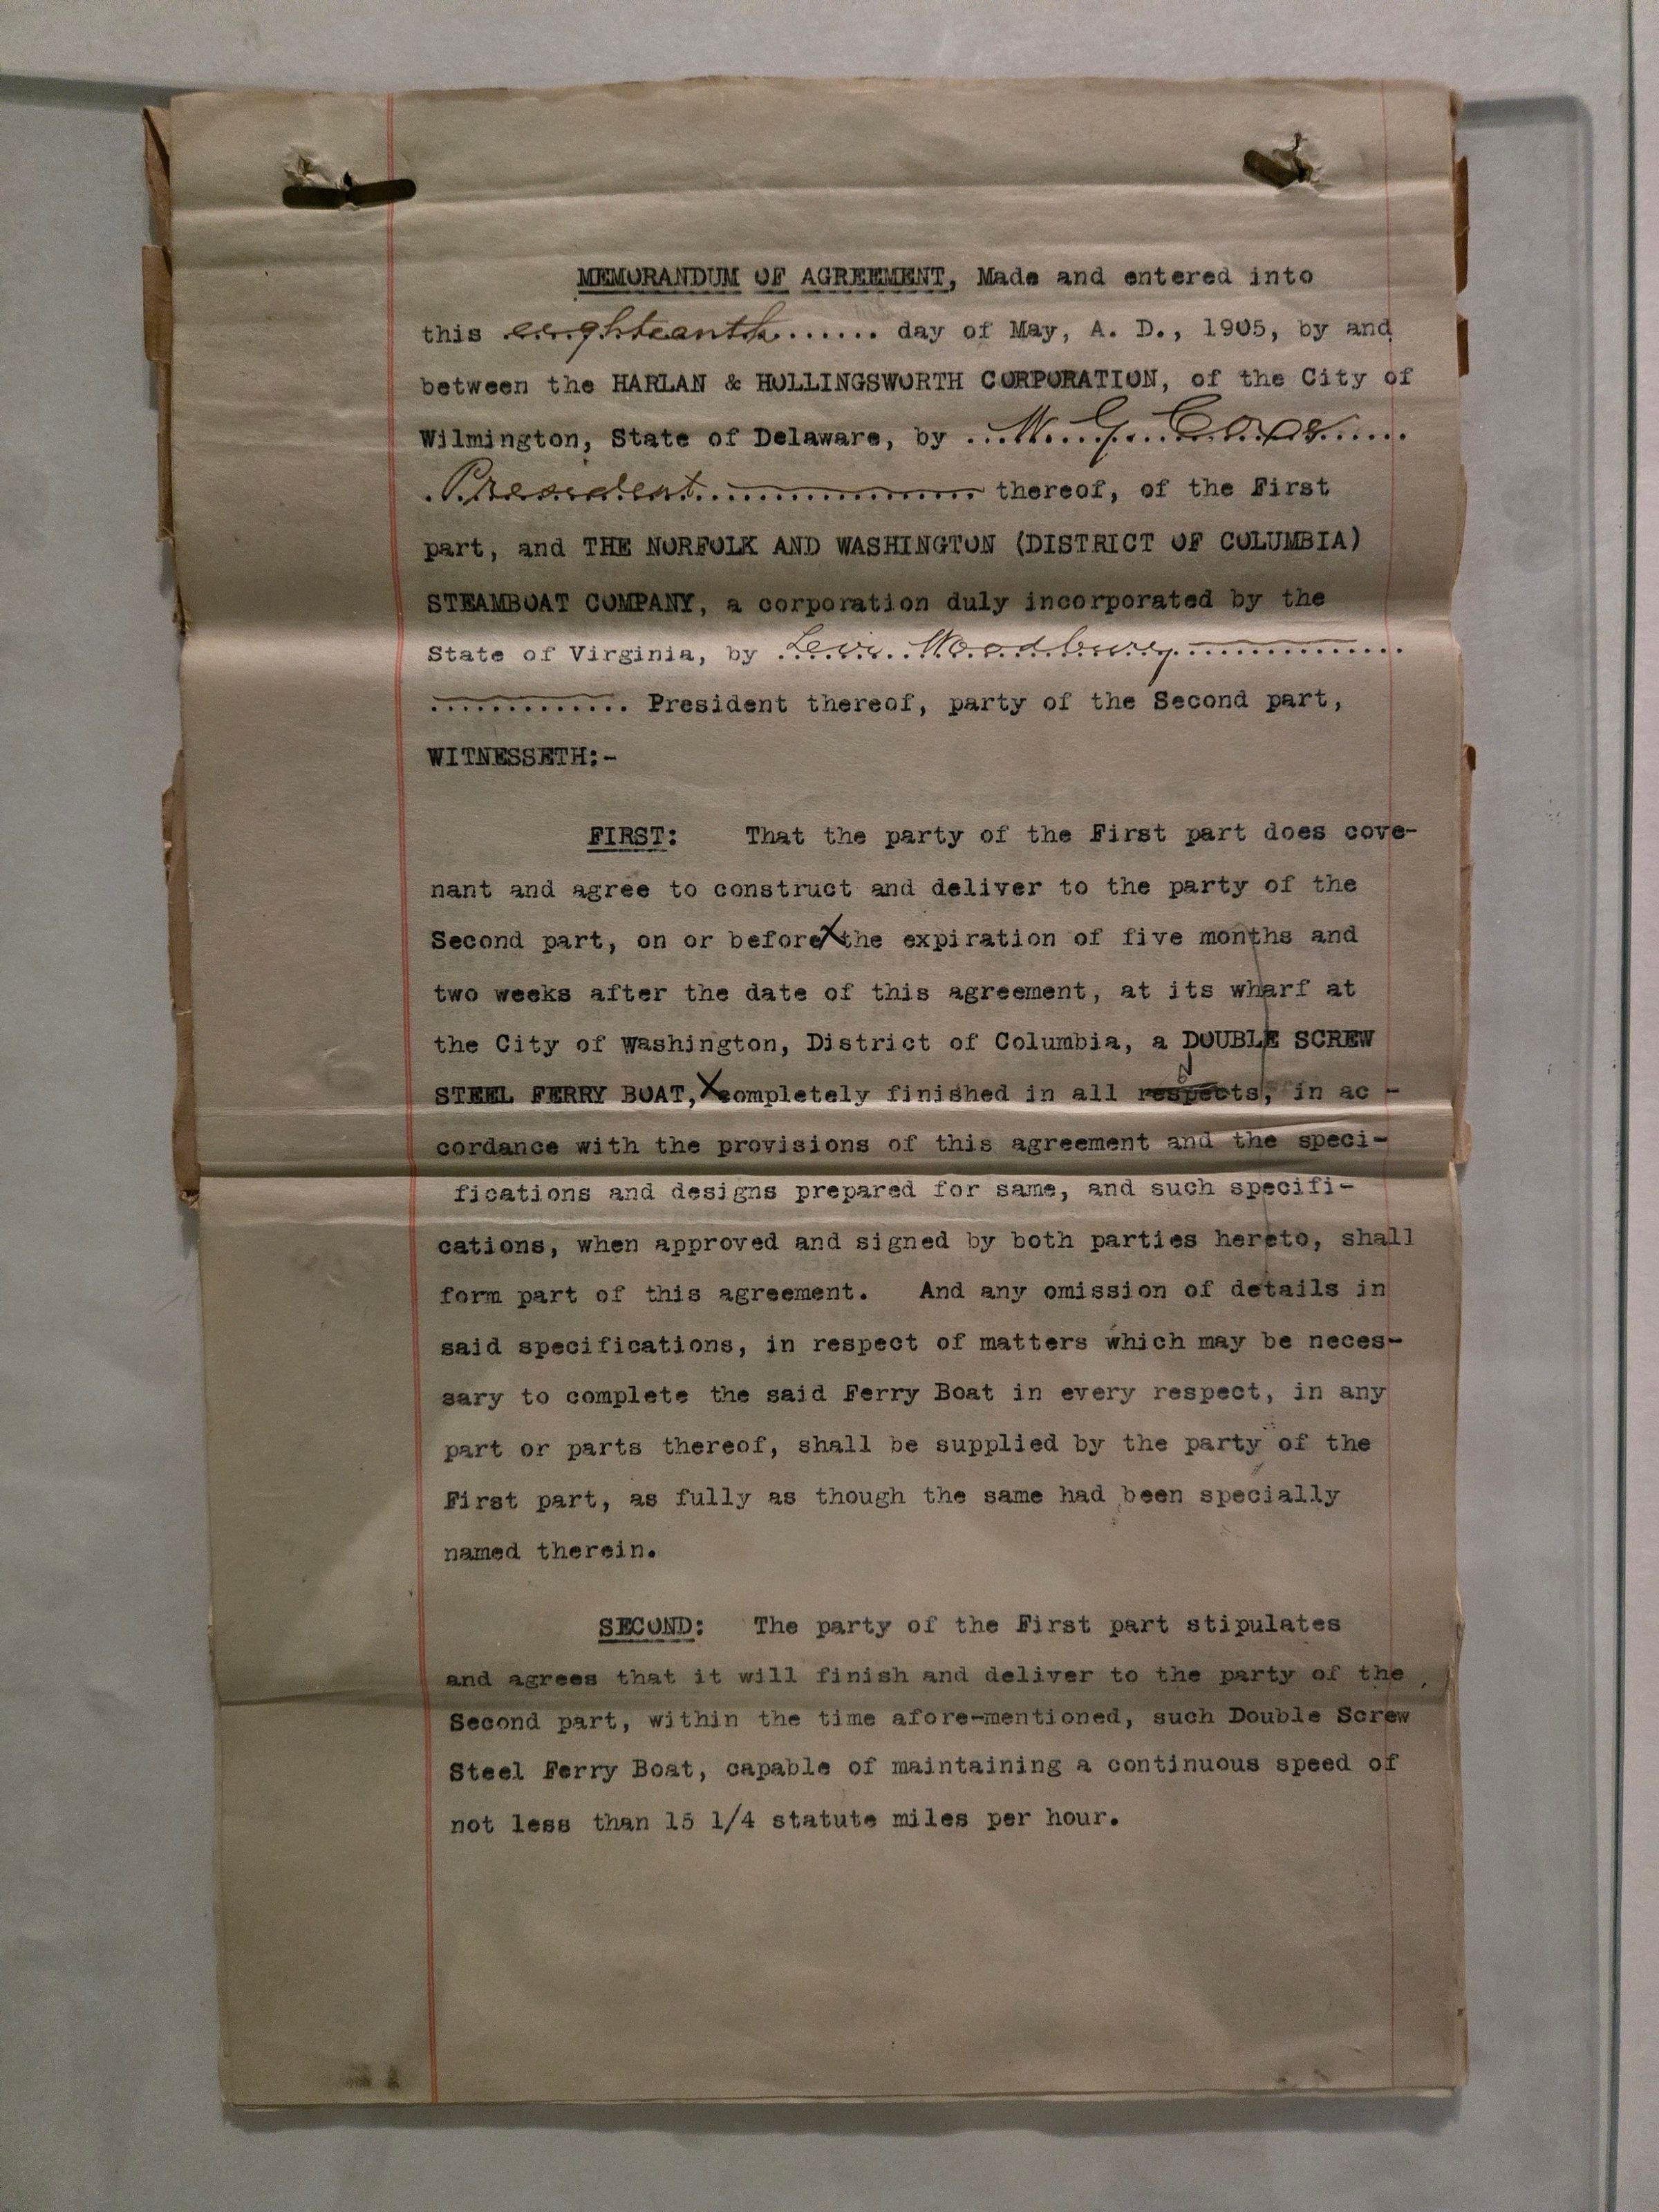 MEMORANDUM OF AGREEMENT, Made and entered into
this eighteenth....... day of May, A. D., 1905, by and
between the HARLAN & HOLLINGSWORTH CORPORATION, of the City of
Wilmington, State of Delaware, by ...W. G. Coxe.....
.President................ thereof, of the First
part, and THE NORFOLK AND WASHINGTON (DISTRICT OF COLUMBIA)
STEAMBOAT COMPANY, a corporation duly incorporated by the
State of Virginia, by Levi Woodbury...............
............. President thereof, party of the Second part,
WITNESSETH:-
FIRST: That the party of the First part does cove-
nant and agree to construct and deliver to the party of the
Second part, on or before X the expiration of five months and
two weeks after the date of this agreement, at its wharf at
the City of Washington, District of Columbia, a DOUBLE SCREW
STEEL FERRY BOAT, X completely finished in all respects, in ac -
cordance with the provisions of this agreement and the speci-
fications and designs prepared for same, and such specifi-
cations, when approved and signed by both parties hereto, shall
form part of this agreement. And any omission of details in
said specifications, in respect of matters which may be neces-
sary to complete the said Ferry Boat in every respect, in any
part or parts thereof, shall be supplied by the party of the
First part, as fully as though the same had been specially
named therein.
SECOND: The party of the First part stipulates
and agrees that it will finish and deliver to the party of the
Second part, within the time afore-mentioned, such Double Screw
Steel Ferry Boat, capable of maintaining a continuous speed of
not less than 15 1/4 statute miles per hour.